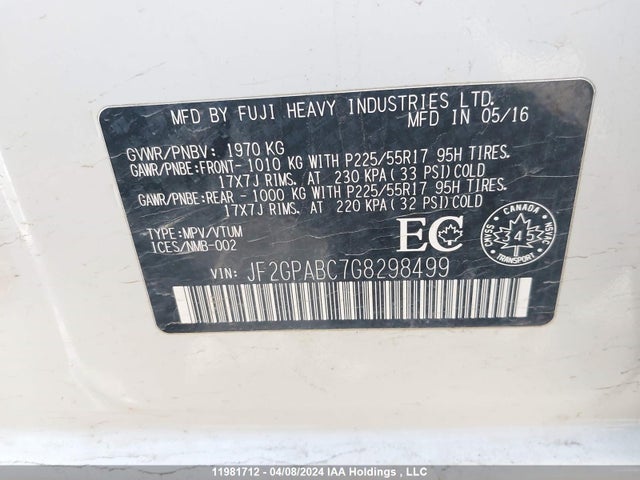 MFD BY FUJI HEAVY INDUSTRIES LTD.
MFD IN 05/16
GVWR/PNBV: 1970 KG
GAWR/PNBE:FRONT- 1010 KG WITH P225/55R17 95H TIRES.
17X7J RIMS. AT 230 KPA(33 PSI)COLD
GAWR/PNBE:REAR - 1000 KG WITH P225/55R17 95H TIRES.
17X7J RIMS. AT 220 KPA(32 PSI)COLD
TYPE:MPV/VTUM
ICES/NMB-002
EC
CANADA
CMVSS
NSVAC
343
TRANSPORT
VIN: JF2GPABC7G8298499
11981712 - 04/08/2024 IAA Holdings , LLC